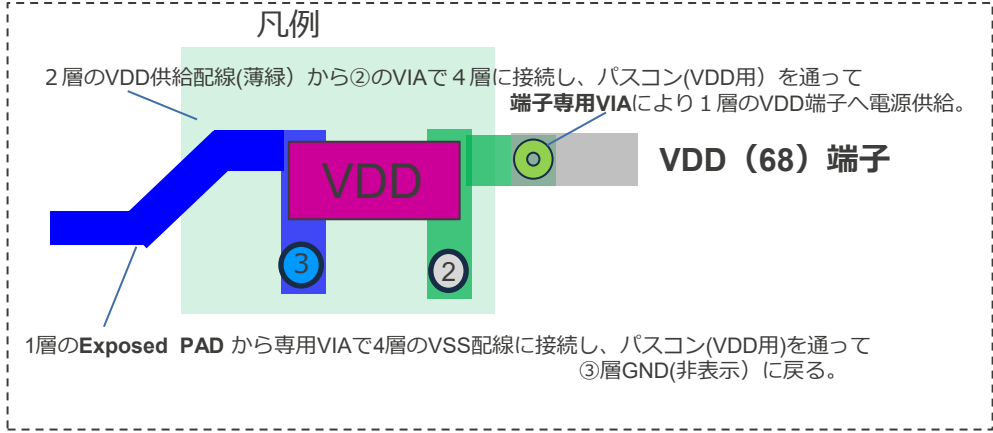 凡例
２層のVDD供給配線(薄緑）から②のVIAで４層に接続し、パスコン(VDD用）を通って
端子専用VIAにより１層のVDD端子へ電源供給。
VDD（68）端子
VDD
3
2
1層のExposed PAD から専用VIAで4層のVSS配線に接続し、パスコン(VDD用)を通って
③層GND(非表示）に戻る。